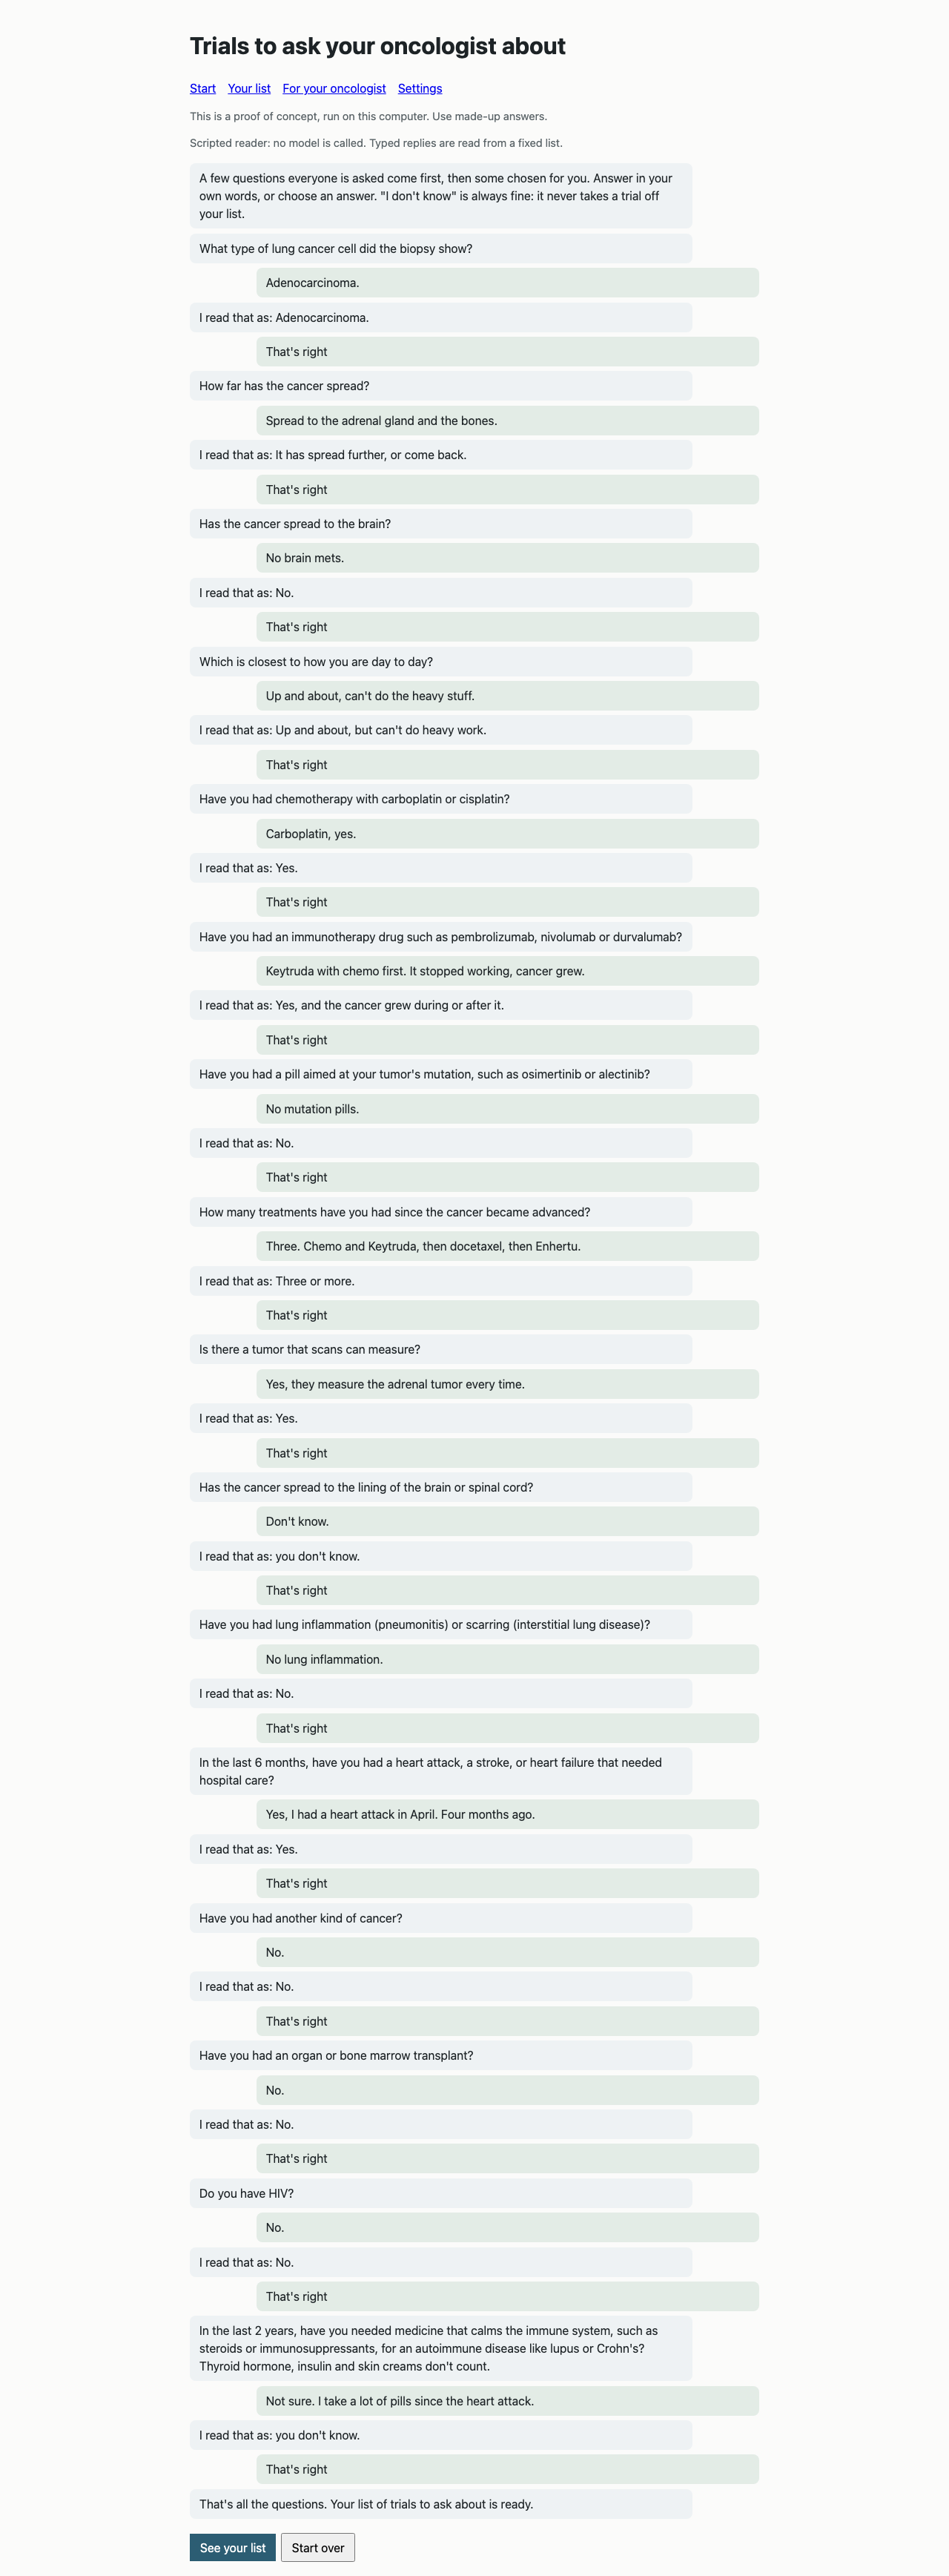 Trials to ask your oncologist about
Start Your list For your oncologist Settings
This is a proof of concept, run on this computer. Use made-up answers.
Scripted reader: no model is called. Typed replies are read from a fixed list.
A few questions everyone is asked come first, then some chosen for you. Answer in your
own words, or choose an answer. "I don't know" is always fine: it never takes a trial off
your list.
What type of lung cancer cell did the biopsy show?
Adenocarcinoma.
I read that as: Adenocarcinoma.
That's right
How far has the cancer spread?
Spread to the adrenal gland and the bones.
I read that as: It has spread further, or come back.
That's right
Has the cancer spread to the brain?
No brain mets.
I read that as: No.
That's right
Which is closest to how you are day to day?
Up and about, can't do the heavy stuff.
I read that as: Up and about, but can't do heavy work.
That's right
Have you had chemotherapy with carboplatin or cisplatin?
Carboplatin, yes.
I read that as: Yes.
That's right
Have you had an immunotherapy drug such as pembrolizumab, nivolumab or durvalumab?
Keytruda with chemo first. It stopped working, cancer grew.
I read that as: Yes, and the cancer grew during or after it.
That's right
Have you had a pill aimed at your tumor's mutation, such as osimertinib or alectinib?
No mutation pills.
I read that as: No.
That's right
How many treatments have you had since the cancer became advanced?
Three. Chemo and Keytruda, then docetaxel, then Enhertu.
I read that as: Three or more.
That's right
Is there a tumor that scans can measure?
Yes, they measure the adrenal tumor every time.
I read that as: Yes.
That's right
Has the cancer spread to the lining of the brain or spinal cord?
Don't know.
I read that as: you don't know.
That's right
Have you had lung inflammation (pneumonitis) or scarring (interstitial lung disease)?
No lung inflammation.
I read that as: No.
That's right
In the last 6 months, have you had a heart attack, a stroke, or heart failure that needed
hospital care?
Yes, I had a heart attack in April. Four months ago.
I read that as: Yes.
That's right
Have you had another kind of cancer?
No.
I read that as: No.
That's right
Have you had an organ or bone marrow transplant?
No.
I read that as: No.
That's right
Do you have HIV?
No.
I read that as: No.
That's right
In the last 2 years, have you needed medicine that calms the immune system, such as
steroids or immunosuppressants, for an autoimmune disease like lupus or Crohn's?
Thyroid hormone, insulin and skin creams don't count.
Not sure. I take a lot of pills since the heart attack.
I read that as: you don't know.
That's right
That's all the questions. Your list of trials to ask about is ready.
See your list Start over